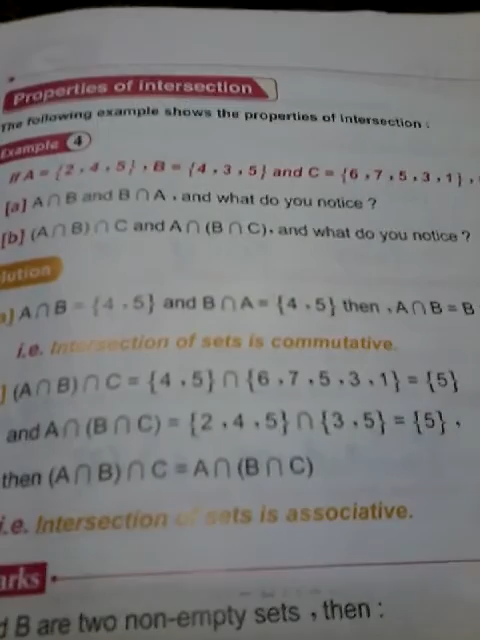 Properties of intersection
The following example shows the properties of intersection :
Example 4
If A = {2 , 4 , 5} , B = {4 , 3 , 5} and C = {6 , 7 , 5 , 3 , 1} ,
[a] A ∩ B and B ∩ A , and what do you notice ?
[b] (A ∩ B) ∩ C and A ∩ (B ∩ C) , and what do you notice ?
lution
a] A ∩ B = {4 , 5} and B ∩ A = {4 , 5} then , A ∩ B = B
i.e. Intersection of sets is commutative.
] (A ∩ B) ∩ C = {4 , 5} ∩ {6 , 7 , 5 , 3 , 1} = {5}
and A ∩ (B ∩ C) = {2 , 4 , 5} ∩ {3 , 5} = {5} ,
then (A ∩ B) ∩ C = A ∩ (B ∩ C)
i.e. Intersection of sets is associative.
arks
d B are two non-empty sets , then :